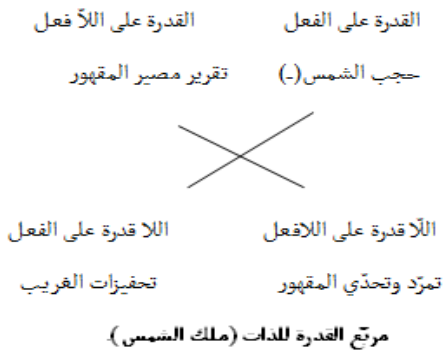 القدرة على الفعل القدرة على اللاّ فعل
حجب الشمس(ـ) تقرير مصير المقهور
اللّا قدرة على اللافعل اللا قدرة على الفعل
تمرّد وتحدّي المقهور تحفيزات الغريب
مربّع القدرة للذات (ملك الشمس).